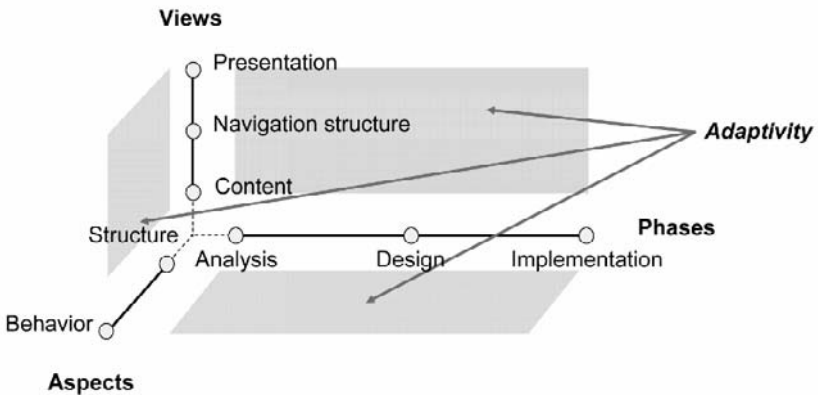 Views
Presentation
Navigation structure
Adaptivity
Content
Structure
Phases
Analysis
Design
Implementation
Behavior
Aspects